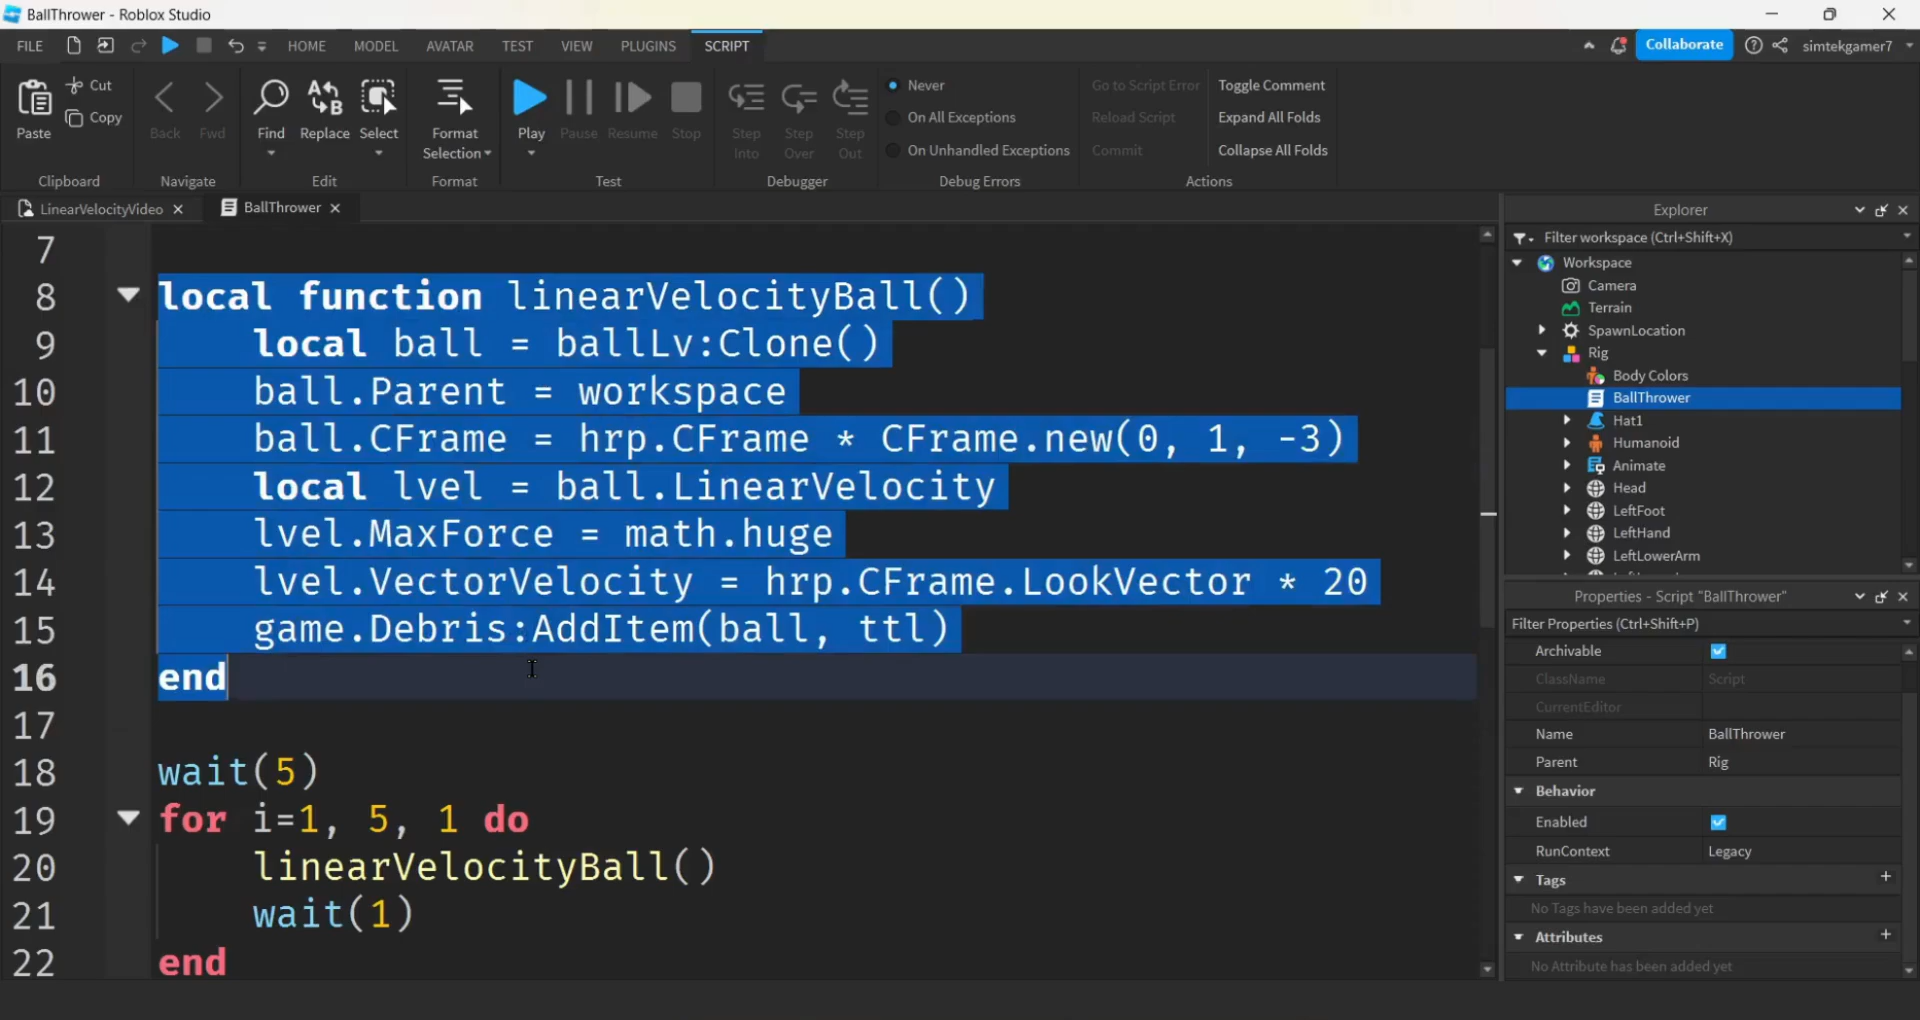 BallThrower - Roblox Studio
FILE HOME MODEL AVATAR TEST VIEW PLUGINS SCRIPT Collaborate simtekgamer7
Paste Cut Copy
Clipboard
Back Fwd
Navigate
Find Replace Select
Edit
Format Selection
Format
Play Pause Resume Stop
Test
Step Into Step Over Step Out
Debugger
Never
On All Exceptions
On Unhandled Exceptions
Debug Errors
Go to Script Error
Reload Script
Commit
Toggle Comment
Expand All Folds
Collapse All Folds
Actions
LinearVelocityVideo BallThrower
7
8 local function linearVelocityBall()
9 local ball = ballLv:Clone()
10 ball.Parent = workspace
11 ball.CFrame = hrp.CFrame * CFrame.new(0, 1, -3)
12 local lvel = ball.LinearVelocity
13 lvel.MaxForce = math.huge
14 lvel.VectorVelocity = hrp.CFrame.LookVector * 20
15 game.Debris:AddItem(ball, ttl)
16 end
17
18 wait(5)
19 for i=1, 5, 1 do
20 linearVelocityBall()
21 wait(1)
22 end
Explorer
Filter workspace (Ctrl+Shift+X)
Workspace
Camera
Terrain
SpawnLocation
Rig
Body Colors
BallThrower
Hat1
Humanoid
Animate
Head
LeftFoot
LeftHand
LeftLowerArm
Properties - Script "BallThrower"
Filter Properties (Ctrl+Shift+P)
Archivable
ClassName Script
CurrentEditor
Name BallThrower
Parent Rig
Behavior
Enabled
RunContext Legacy
Tags
No Tags have been added yet
Attributes
No Attribute has been added yet